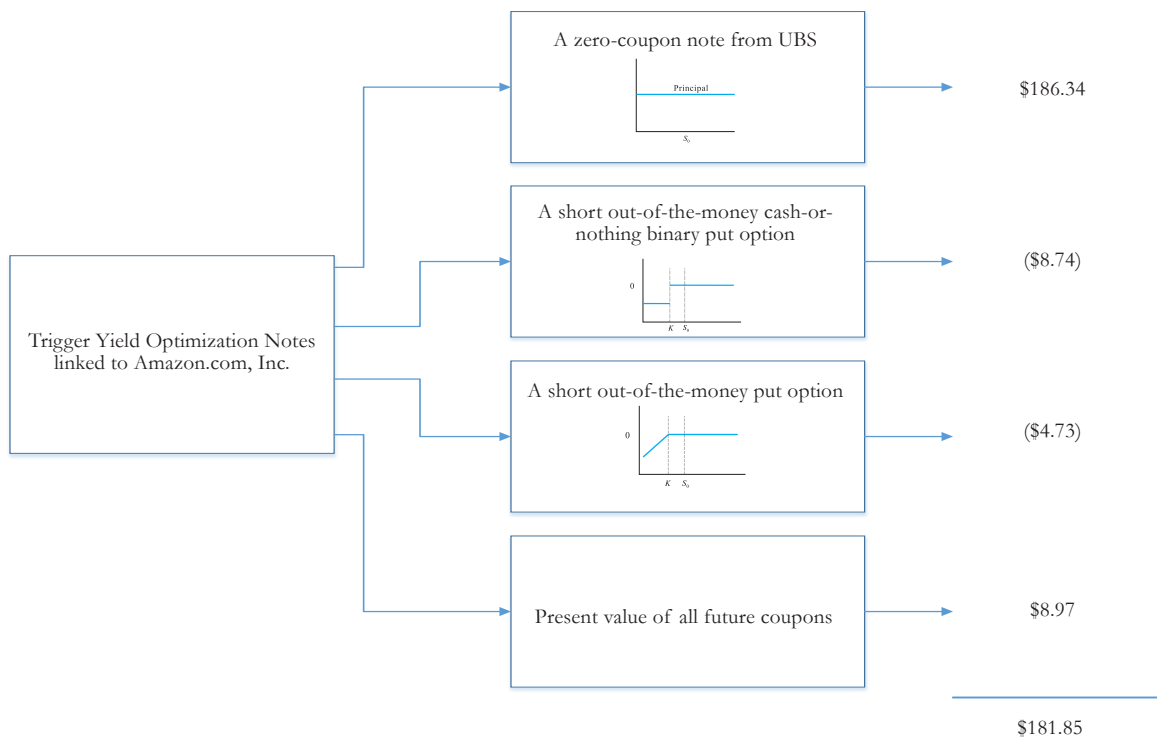 A zero-coupon note from UBS
Principal
S₀
$186.34
A short out-of-the-money cash-or-
nothing binary put option
0
K S₀
($8.74)
Trigger Yield Optimization Notes
linked to Amazon.com, Inc.
A short out-of-the-money put option
0
K S₀
($4.73)
Present value of all future coupons
$8.97
$181.85